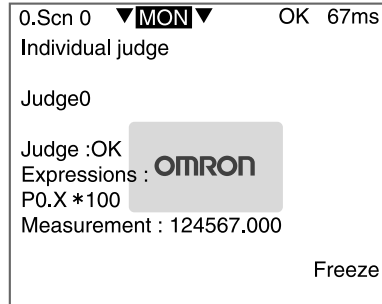 0.Scn 0 ▼MON▼ OK 67ms
Individual judge
Judge0
Judge :OK
OMRON
Expressions :
P0.X *100
Measurement : 124567.000
Freeze